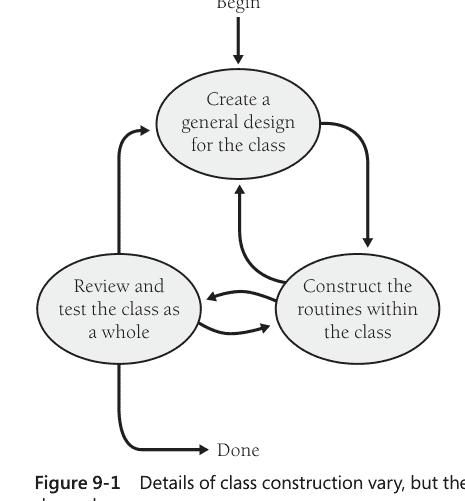 Begin
Create a
general design
for the class
Review and
test the class as
a whole
Construct the
routines within
the class
Done
Figure 9-1 Details of class construction vary, but the